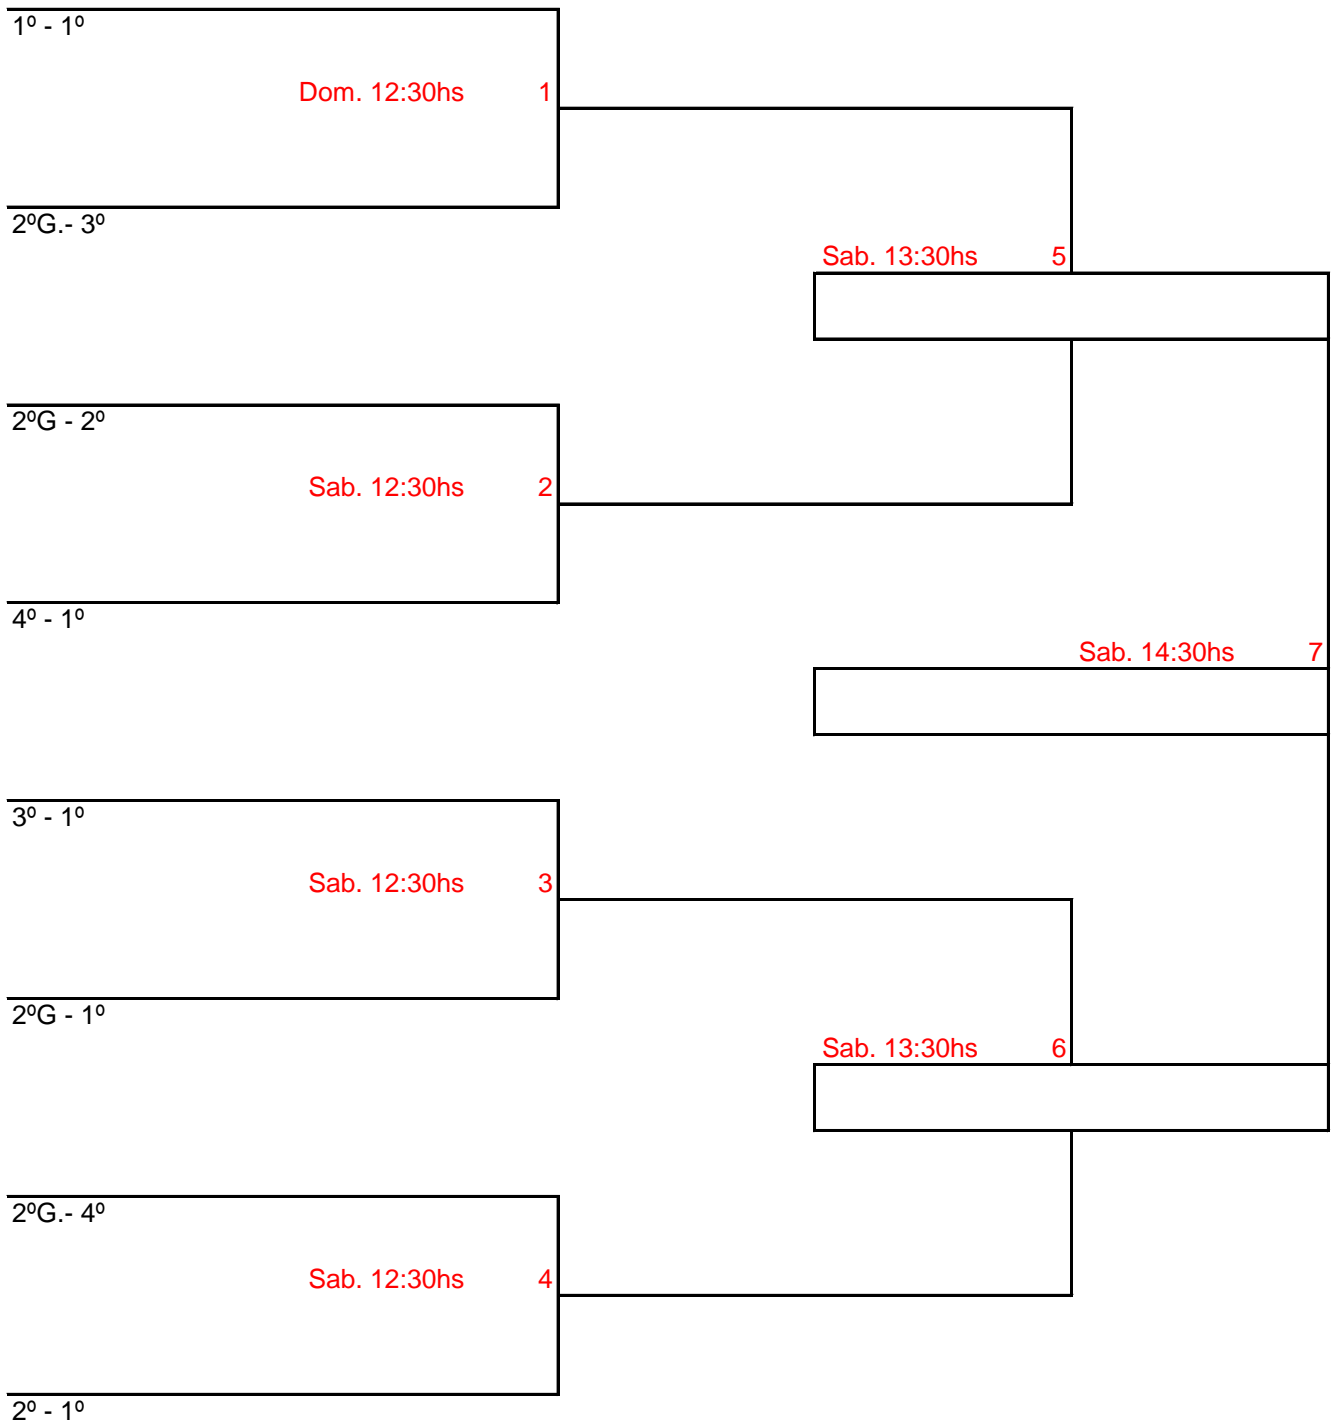 1º - 1º
Dom. 12:30hs 1
2ºG.- 3º
Sab. 13:30hs 5
2ºG - 2º
Sab. 12:30hs 2
4º - 1º
Sab. 14:30hs 7
3º - 1º
Sab. 12:30hs 3
2ºG - 1º
Sab. 13:30hs 6
2ºG.- 4º
Sab. 12:30hs 4
2º - 1º